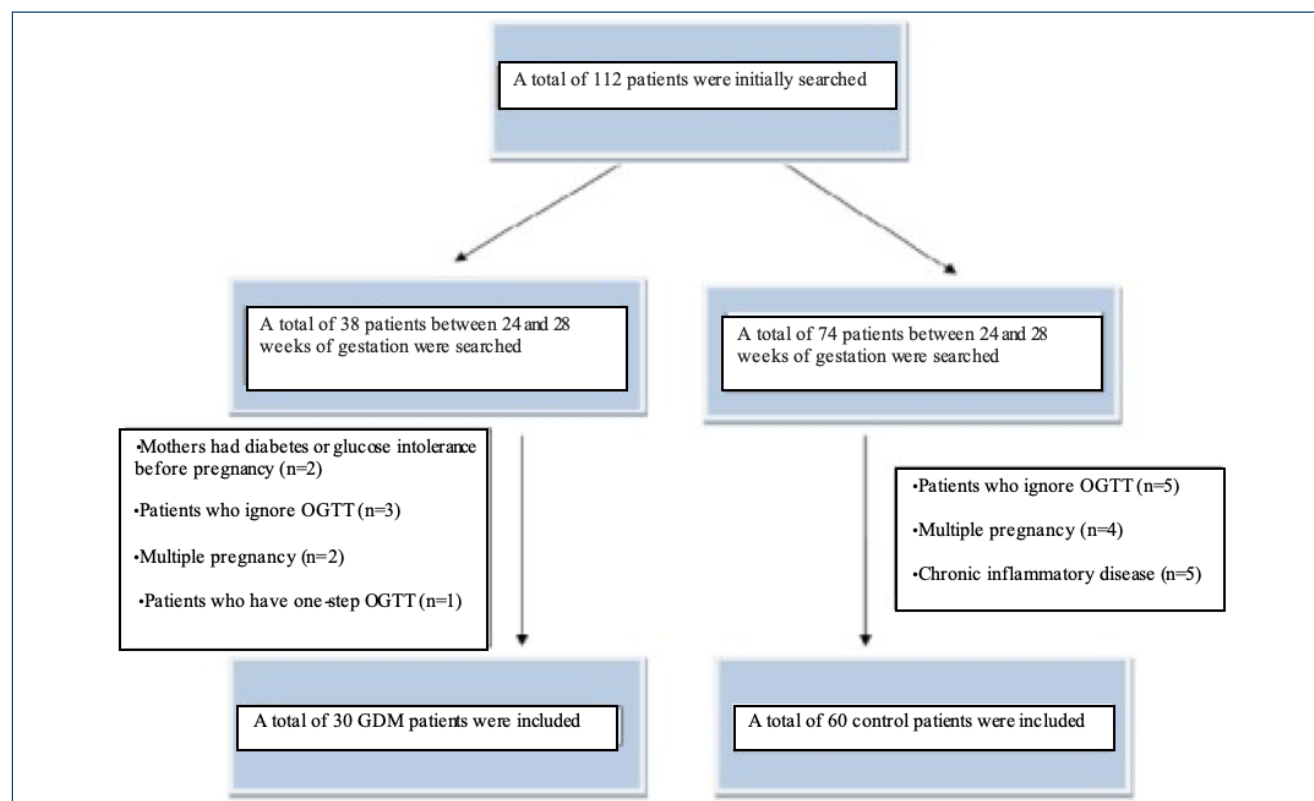 A total of 112 patients were initially searched
A total of 38 patients between 24 and 28
weeks of gestation were searched
A total of 74 patients between 24 and 28
weeks of gestation were searched
•Mothers had diabetes or glucose intolerance
before pregnancy (n=2)
•Patients who ignore OGTT (n=3)
•Multiple pregnancy (n=2)
•Patients who have one-step OGTT (n=1)
•Patients who ignore OGTT (n=5)
•Multiple pregnancy (n=4)
•Chronic inflammatory disease (n=5)
A total of 30 GDM patients were included
A total of 60 control patients were included